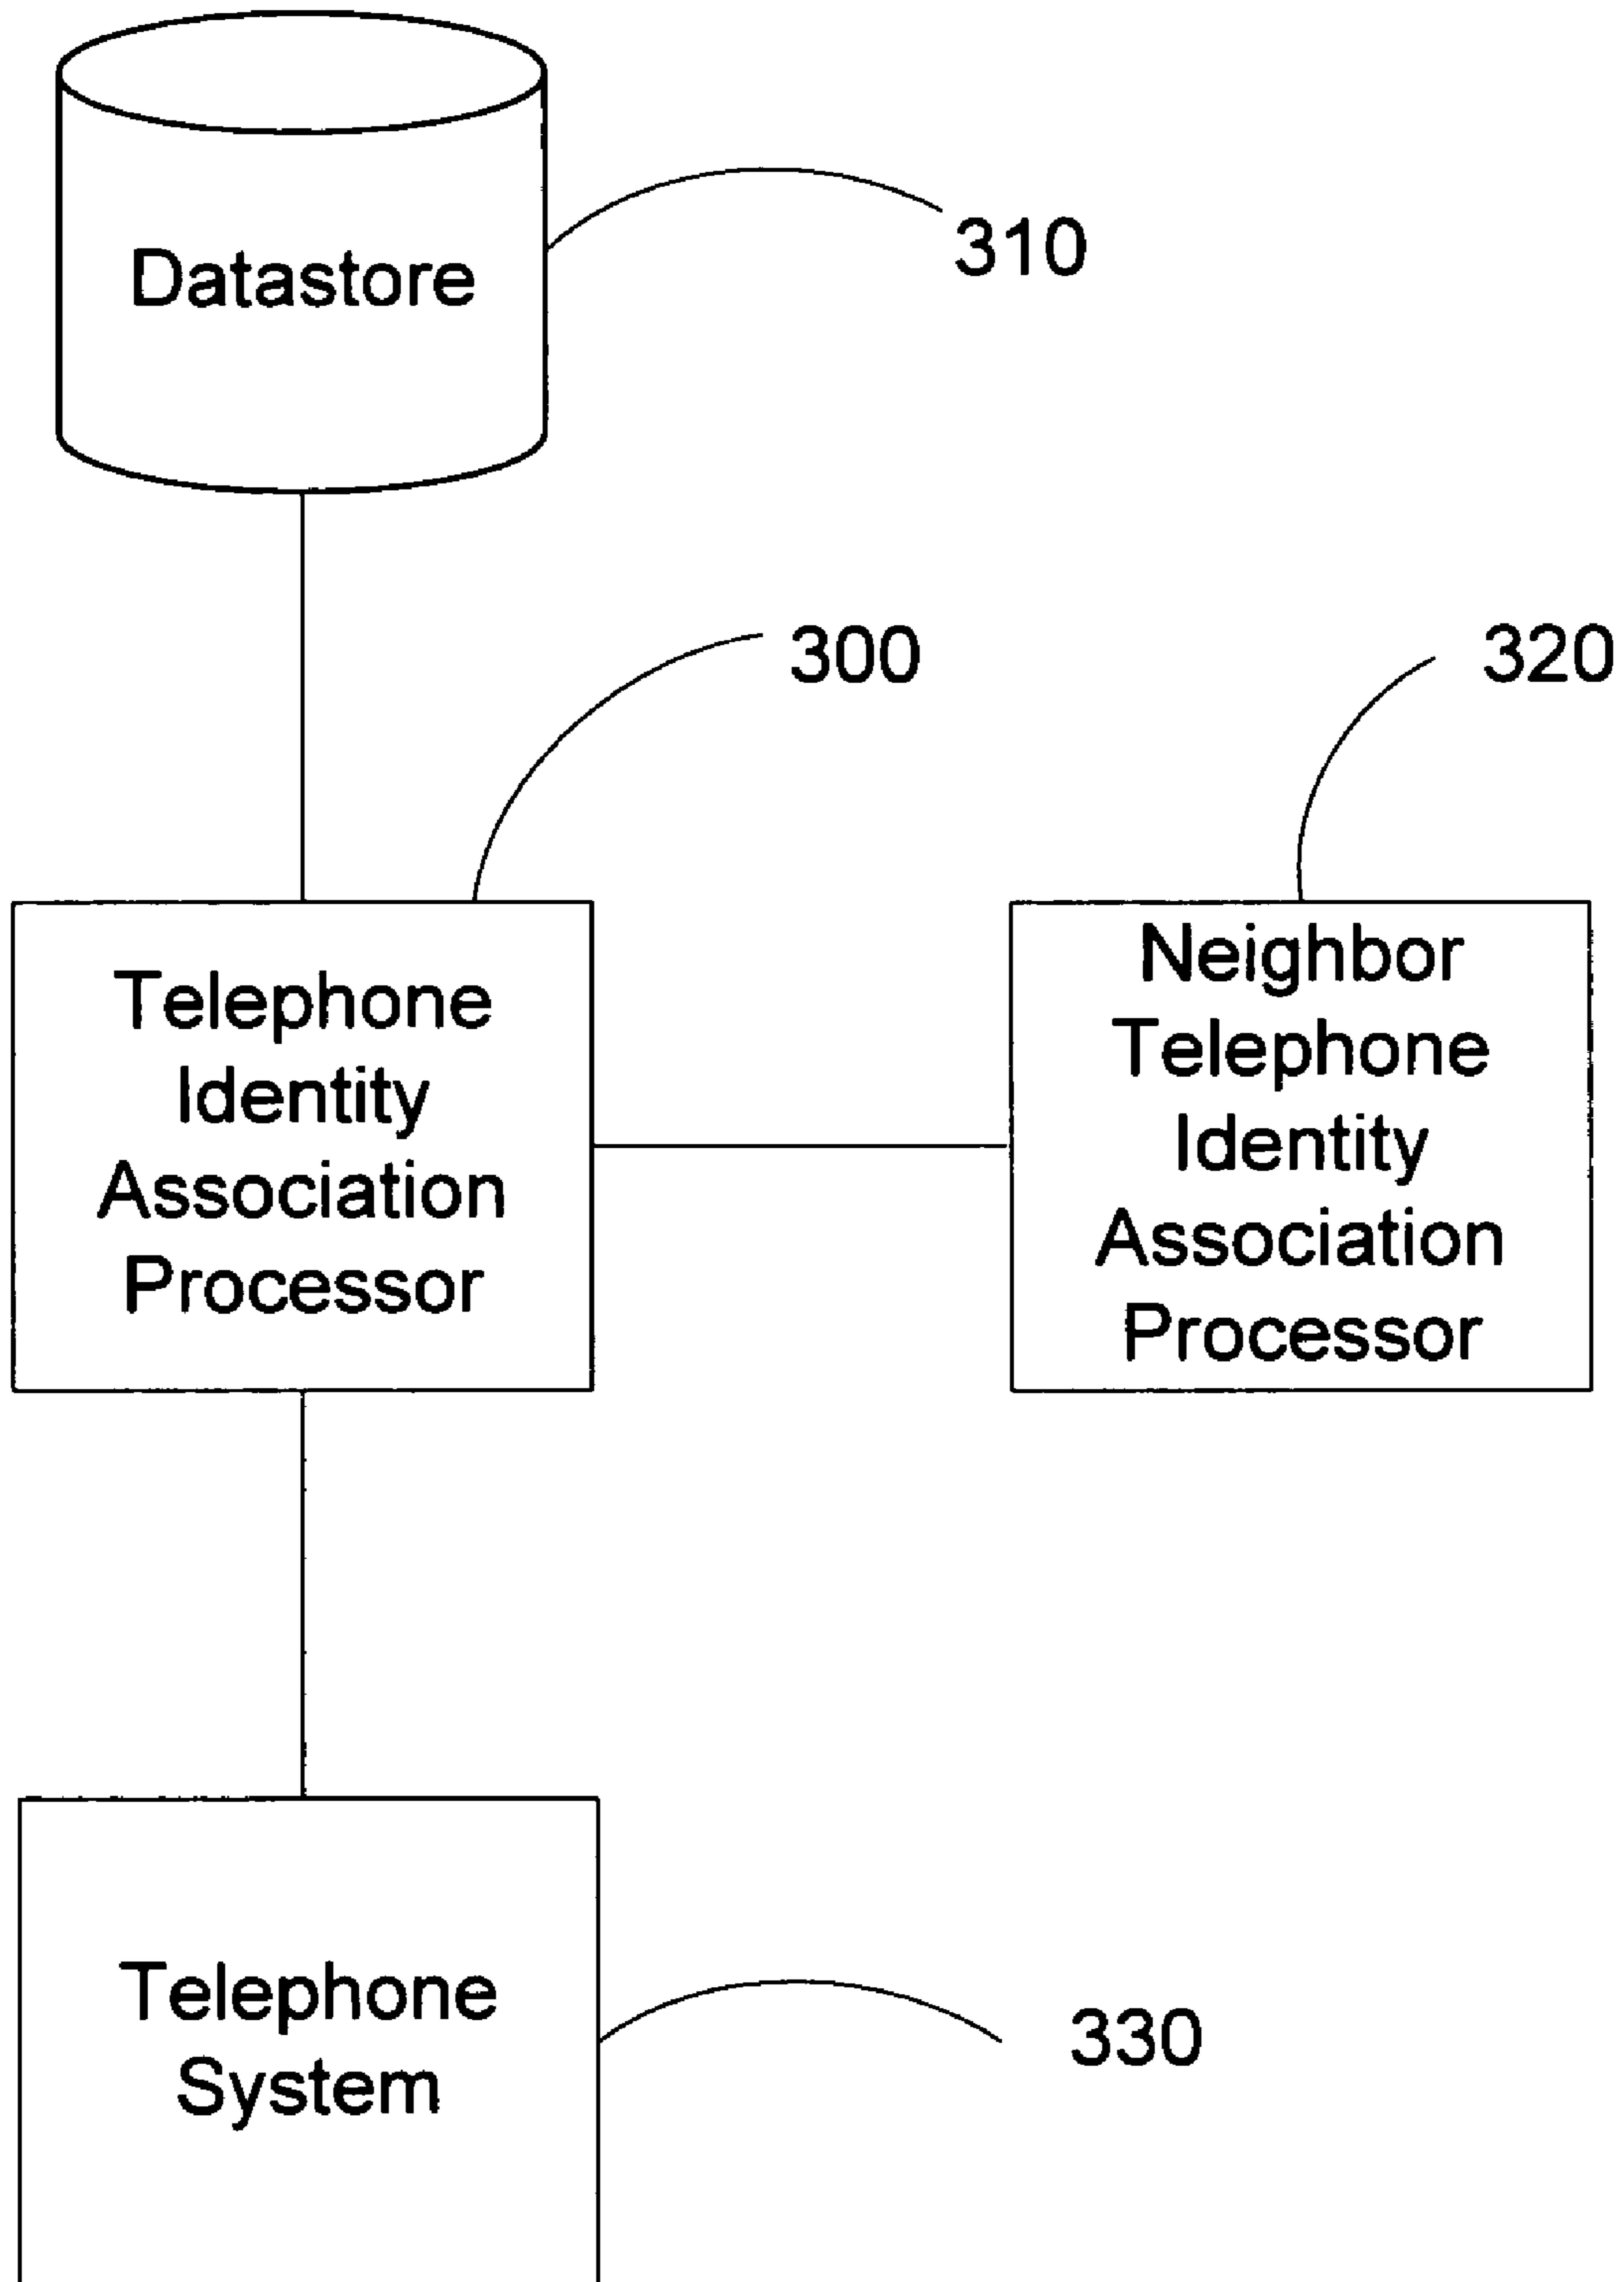 Datastore
310
300
320
Telephone
Identity
Association
Processor
Neighbor
Telephone
Identity
Association
Processor
Telephone
System
330